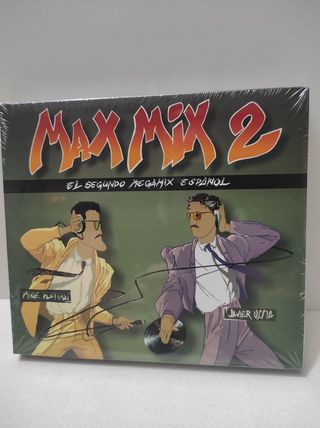 MAX MIX 2
EL SEGUNDO MEGAMIX ESPAÑOL
MIKE PLATINAS
JAVIER USSIA